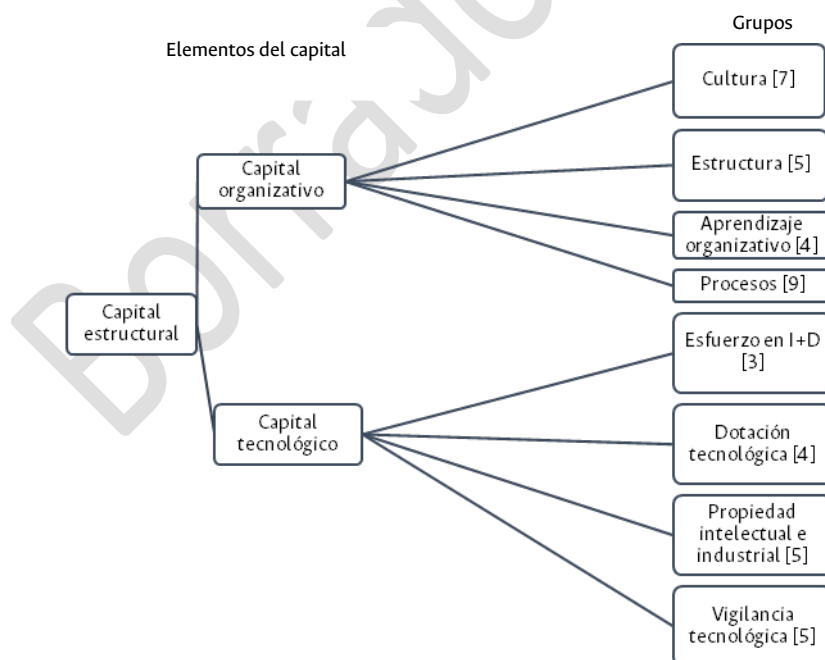 Grupos
Elementos del capital
Cultura [7]
Capital
organizativo
Estructura [5]
Aprendizaje
organizativo [4]
Procesos [9]
Capital
estructural
Esfuerzo en I+D
[3]
Capital
tecnológico
Dotación
tecnológica [4]
Propiedad
intelectual e
industrial [5]
Vigilancia
tecnológica [5]
Borrado